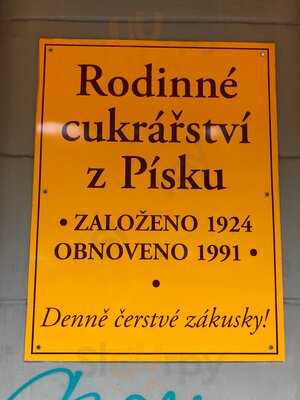 Rodinné
cukrářství
z Písku
• ZALOŽENO 1924
OBNOVENO 1991 •
•
Denně čerstvé zákusky!